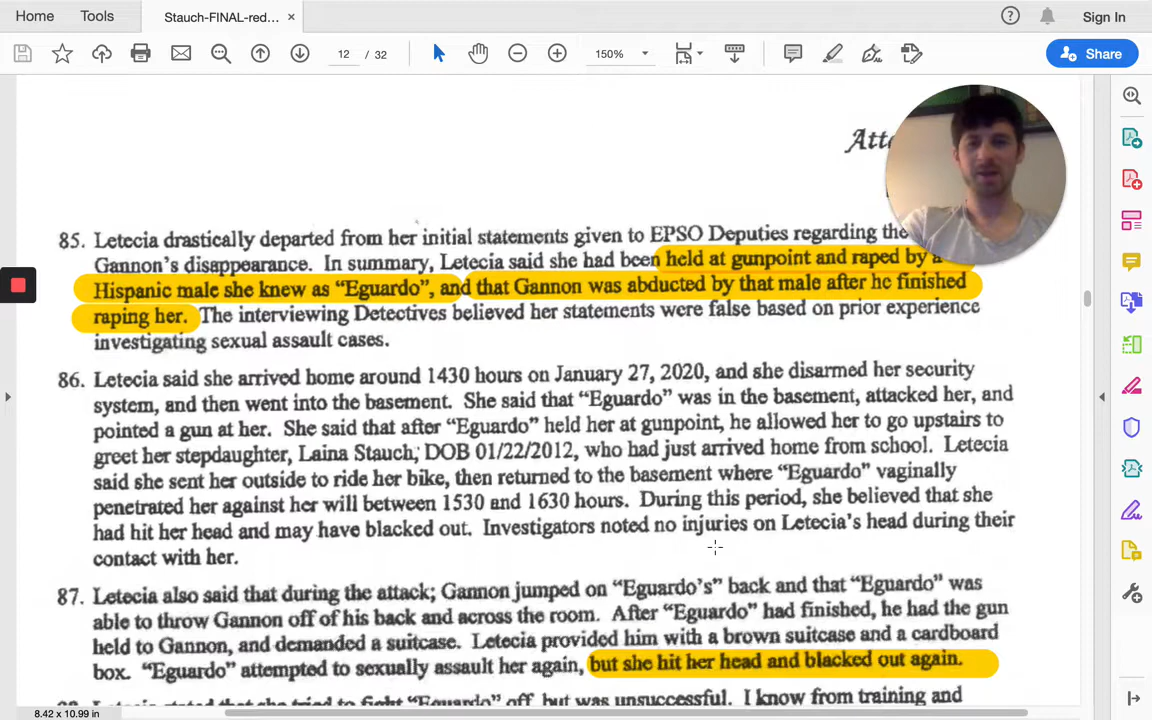 Home
Tools
Stauch-FINAL-red... ×
Sign In
12 / 32
150%
Share
Att
85. Letecia drastically departed from her initial statements given to EPSO Deputies regarding the
Gannon's disappearance. In summary, Letecia said she had been held at gunpoint and raped by a
Hispanic male she knew as "Eguardo", and that Gannon was abducted by that male after he finished
raping her. The interviewing Detectives believed her statements were false based on prior experience
investigating sexual assault cases.
86. Letecia said she arrived home around 1430 hours on January 27, 2020, and she disarmed her security
system, and then went into the basement. She said that "Eguardo" was in the basement, attacked her, and
pointed a gun at her. She said that after "Eguardo" held her at gunpoint, he allowed her to go upstairs to
greet her stepdaughter, Laina Stauch; DOB 01/22/2012, who had just arrived home from school. Letecia
said she sent her outside to ride her bike, then returned to the basement where "Eguardo" vaginally
penetrated her against her will between 1530 and 1630 hours. During this period, she believed that she
had hit her head and may have blacked out. Investigators noted no injuries on Letecia's head during their
contact with her.
87. Letecia also said that during the attack; Gannon jumped on "Eguardo's" back and that "Eguardo" was
able to throw Gannon off of his back and across the room. After "Eguardo" had finished, he had the gun
held to Gannon, and demanded a suitcase. Letecia provided him with a brown suitcase and a cardboard
box. "Eguardo" attempted to sexually assault her again, but she hit her head and blacked out again.
Letecia stated that she tried to fight "Eguardo" off, but was unsuccessful. I know from training and
8.42 x 10.99 in